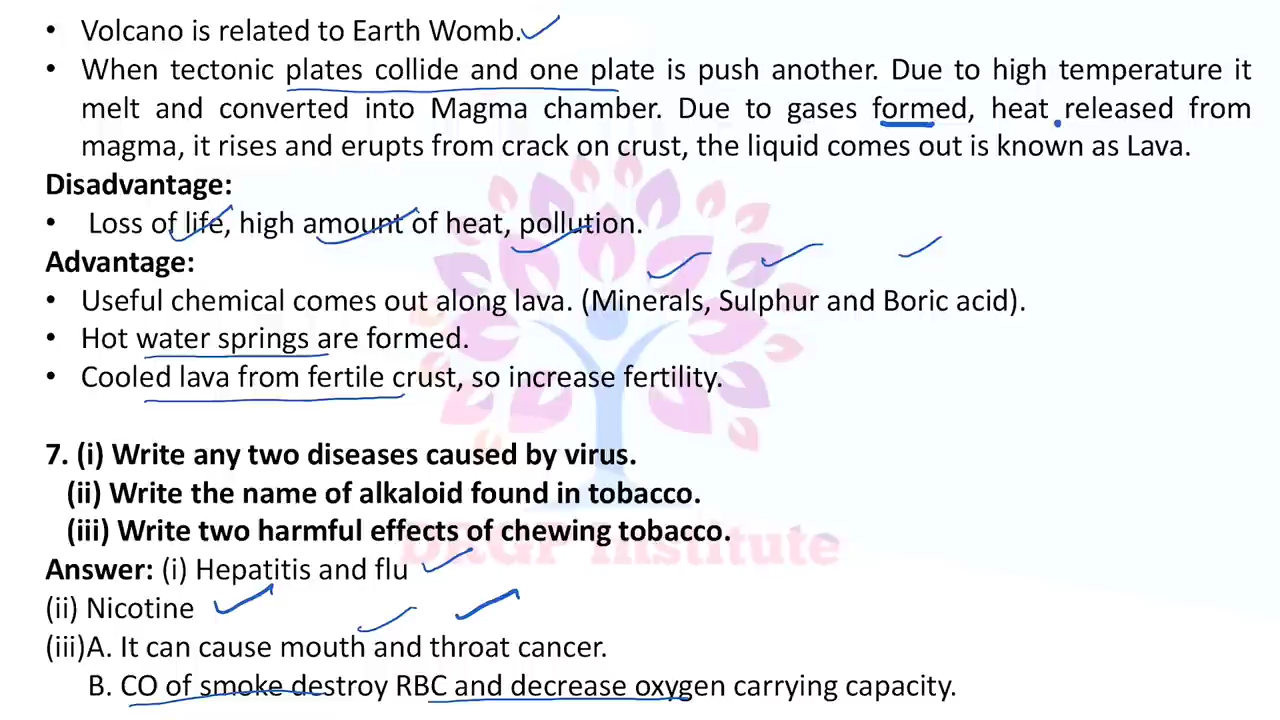 • Volcano is related to Earth Womb.
• When tectonic plates collide and one plate is push another. Due to high temperature it
melt and converted into Magma chamber. Due to gases formed, heat released from
magma, it rises and erupts from crack on crust, the liquid comes out is known as Lava.
Disadvantage:
• Loss of life, high amount of heat, pollution.
Advantage:
• Useful chemical comes out along lava. (Minerals, Sulphur and Boric acid).
• Hot water springs are formed.
• Cooled lava from fertile crust, so increase fertility.
7. (i) Write any two diseases caused by virus.
(ii) Write the name of alkaloid found in tobacco.
(iii) Write two harmful effects of chewing tobacco.
DRGP Institute
Answer: (i) Hepatitis and flu
(ii) Nicotine
(iii)A. It can cause mouth and throat cancer.
B. CO of smoke destroy RBC and decrease oxygen carrying capacity.